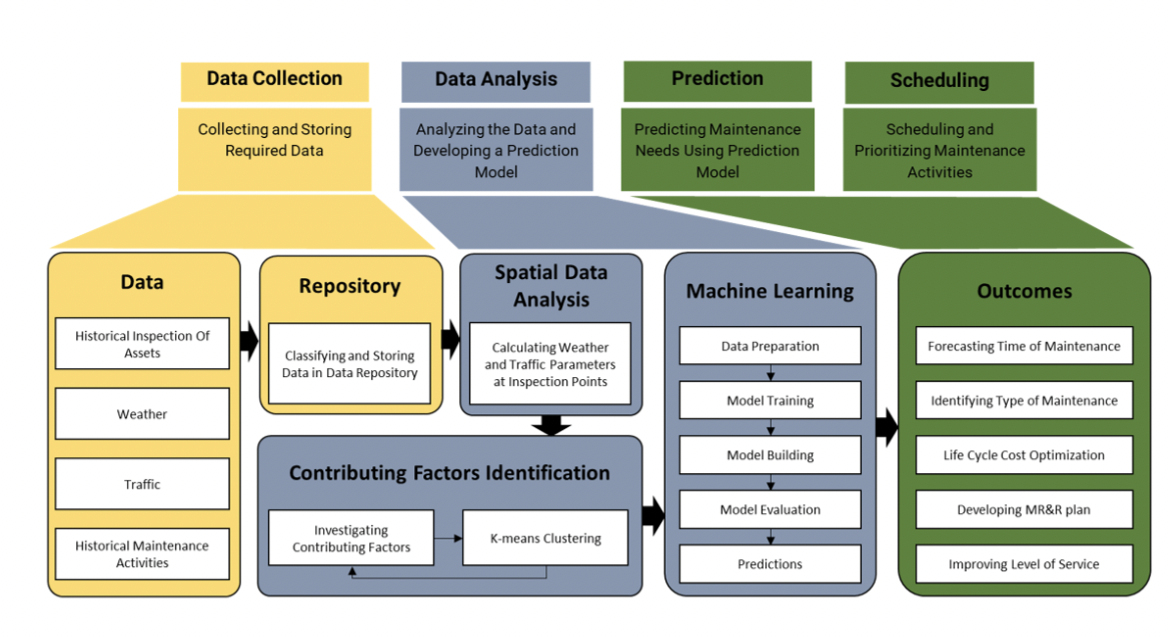 Data Collection
Collecting and Storing
Required Data
Data Analysis
Analyzing the Data and
Developing a Prediction
Model
Prediction
Predicting Maintenance
Needs Using Prediction
Model
Scheduling
Scheduling and
Prioritizing Maintenance
Activities
Data
Historical Inspection Of
Assets
Weather
Traffic
Historical Maintenance
Activities
Repository
Classifying and Storing
Data in Data Repository
Spatial Data
Analysis
Calculating Weather
and Traffic Parameters
at Inspection Points
Contributing Factors Identification
Investigating
Contributing Factors
K-means Clustering
Machine Learning
Data Preparation
Model Training
Model Building
Model Evaluation
Predictions
Outcomes
Forecasting Time of Maintenance
Identifying Type of Maintenance
Life Cycle Cost Optimization
Developing MR&R plan
Improving Level of Service